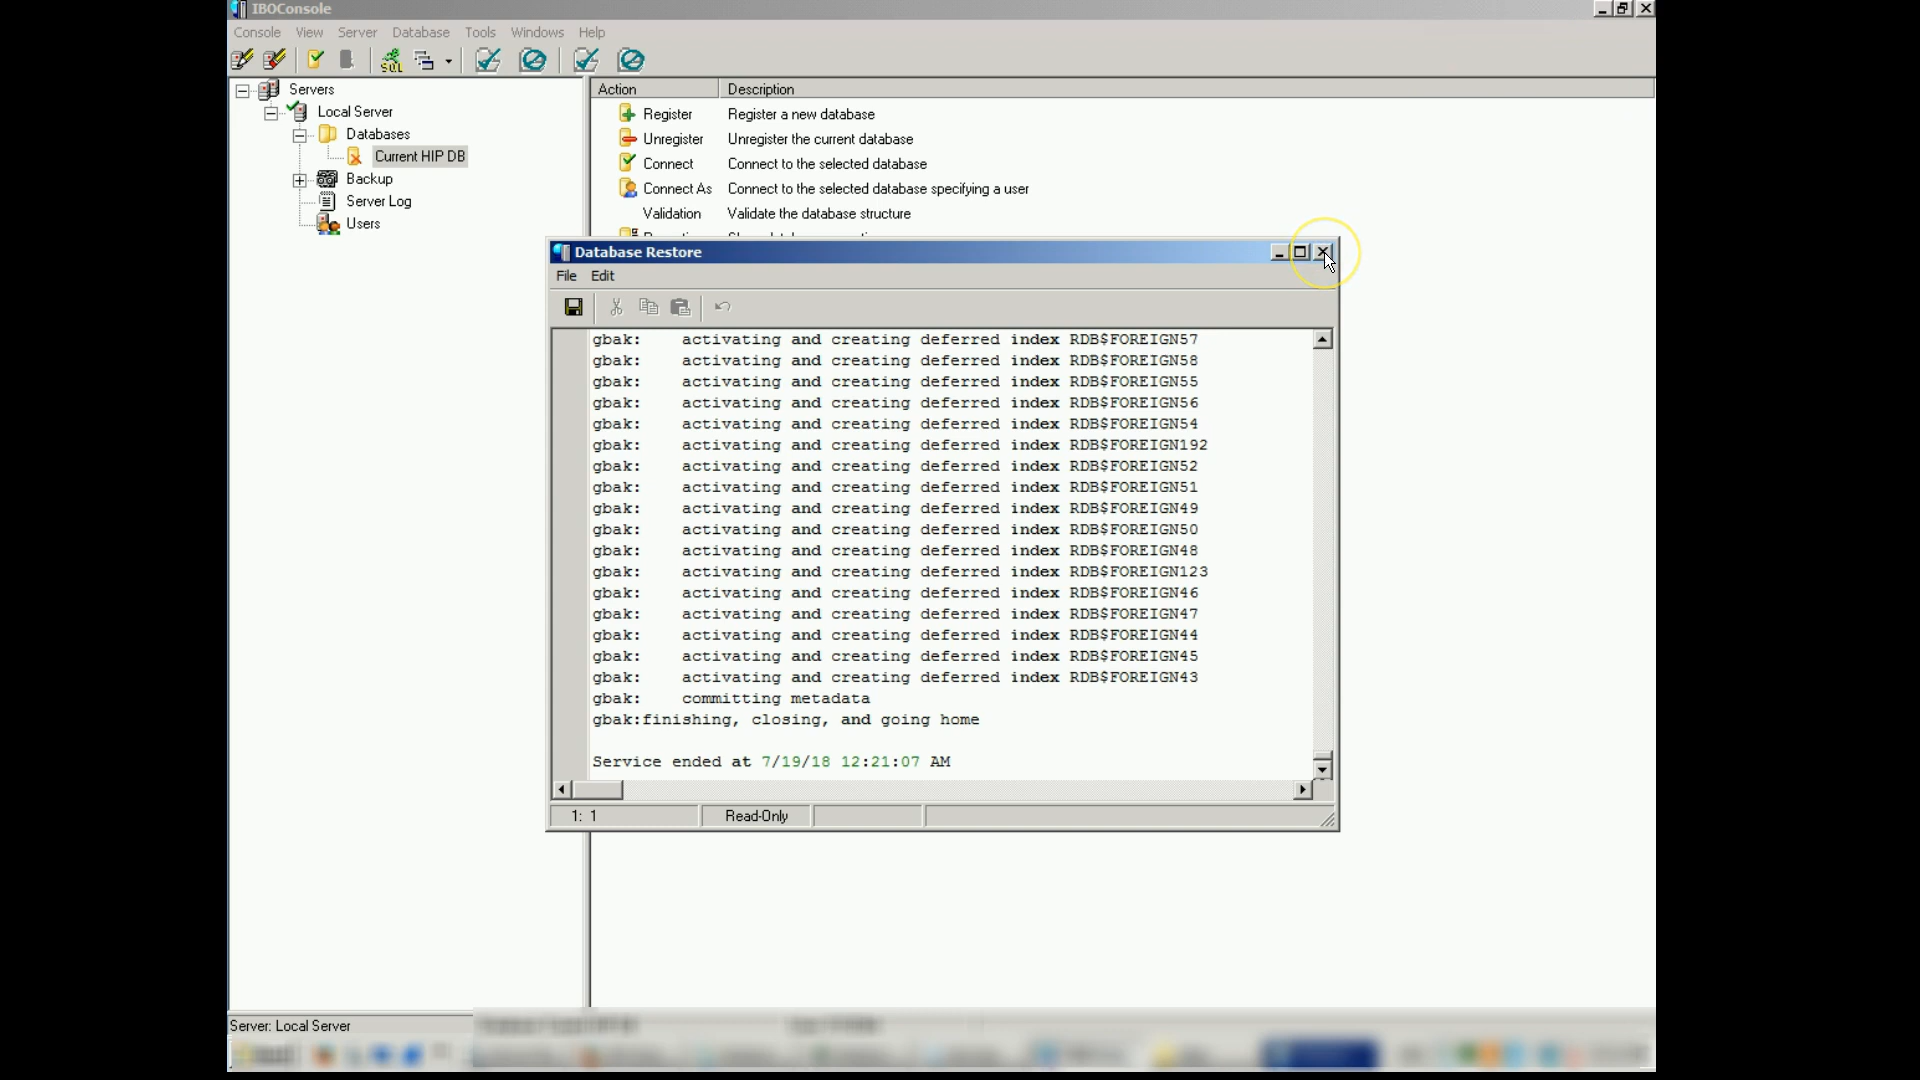 IBOConsole
Console View Server Database Tools Windows Help
SQL
Servers
Local Server
Databases
Current HIP DB
Backup
Server Log
Users
Action Description
Register Register a new database
Unregister Unregister the current database
Connect Connect to the selected database
Connect As Connect to the selected database specifying a user
Validation Validate the database structure
Database Restore
File Edit
gbak: activating and creating deferred index RDB$FOREIGN57
gbak: activating and creating deferred index RDB$FOREIGN58
gbak: activating and creating deferred index RDB$FOREIGN55
gbak: activating and creating deferred index RDB$FOREIGN56
gbak: activating and creating deferred index RDB$FOREIGN54
gbak: activating and creating deferred index RDB$FOREIGN192
gbak: activating and creating deferred index RDB$FOREIGN52
gbak: activating and creating deferred index RDB$FOREIGN51
gbak: activating and creating deferred index RDB$FOREIGN49
gbak: activating and creating deferred index RDB$FOREIGN50
gbak: activating and creating deferred index RDB$FOREIGN48
gbak: activating and creating deferred index RDB$FOREIGN123
gbak: activating and creating deferred index RDB$FOREIGN46
gbak: activating and creating deferred index RDB$FOREIGN47
gbak: activating and creating deferred index RDB$FOREIGN44
gbak: activating and creating deferred index RDB$FOREIGN45
gbak: activating and creating deferred index RDB$FOREIGN43
gbak: committing metadata
gbak:finishing, closing, and going home
Service ended at 7/19/18 12:21:07 AM
1: 1 Read-Only
Server: Local Server